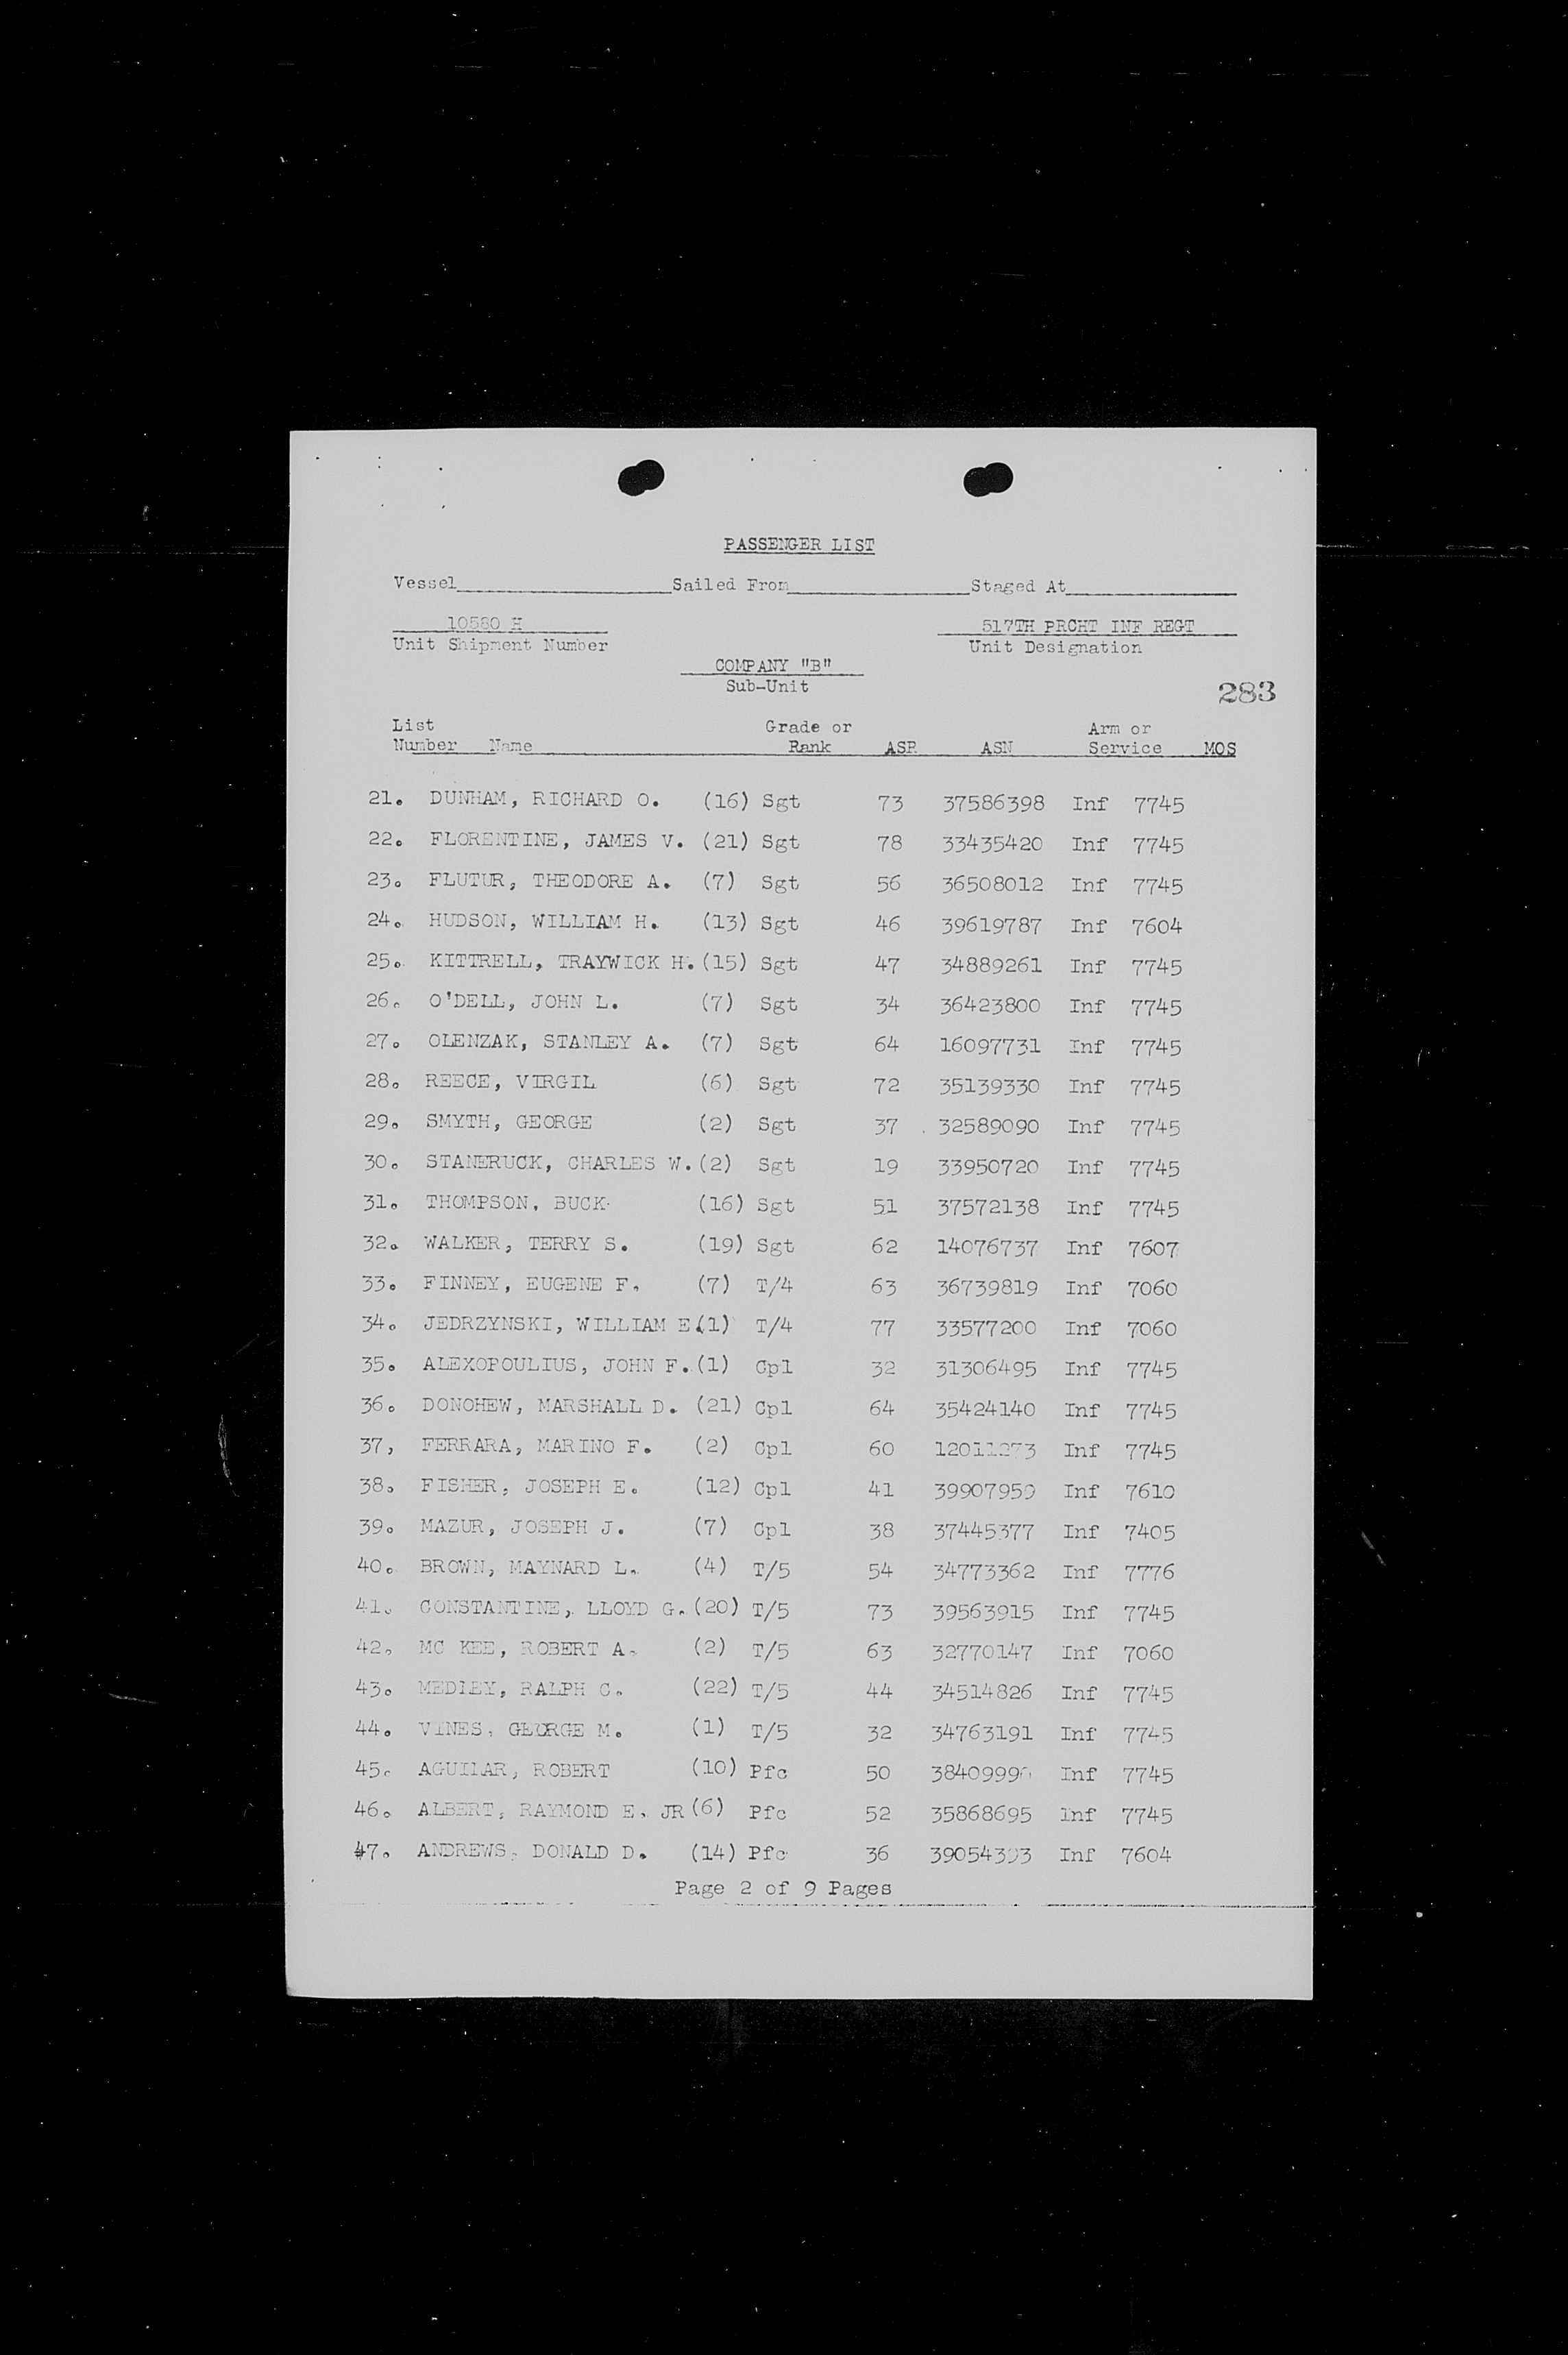 PASSENGER LIST
Vessel Sailed From Staged At
10580 H 517TH PRCHT INF REGT
Unit Shipment Number Unit Designation
COMPANY "B"
Sub-Unit
283
List Grade or Arm or
Number Name Rank ASR ASN Service MOS
21. DUNHAM, RICHARD O. (16) Sgt 73 37586398 Inf 7745
22. FLORENTINE, JAMES V. (21) Sgt 78 33435420 Inf 7745
23. FLUTUR, THEODORE A. (7) Sgt 56 36508012 Inf 7745
24. HUDSON, WILLIAM H. (13) Sgt 46 39619787 Inf 7604
25. KITTRELL, TRAYWICK H. (15) Sgt 47 34889261 Inf 7745
26. O'DELL, JOHN L. (7) Sgt 34 36423800 Inf 7745
27. OLENZAK, STANLEY A. (7) Sgt 64 16097731 Inf 7745
28. REECE, VIRGIL (6) Sgt 72 35139330 Inf 7745
29. SMYTH, GEORGE (2) Sgt 37 32589090 Inf 7745
30. STANERUCK, CHARLES W. (2) Sgt 19 33950720 Inf 7745
31. THOMPSON, BUCK (16) Sgt 51 37572138 Inf 7745
32. WALKER, TERRY S. (19) Sgt 62 14076737 Inf 7607
33. FINNEY, EUGENE F. (7) T/4 63 36739819 Inf 7060
34. JEDRZYNSKI, WILLIAM E. (1) T/4 77 33577200 Inf 7060
35. ALEXOPOULIUS, JOHN F. (1) Cpl 32 31306495 Inf 7745
36. DONOHEW, MARSHALL D. (21) Cpl 64 35424140 Inf 7745
37, FERRARA, MARINO F. (2) Cpl 60 12011273 Inf 7745
38. FISHER, JOSEPH E. (12) Cpl 41 39907959 Inf 7610
39. MAZUR, JOSEPH J. (7) Cpl 38 37445377 Inf 7405
40. BROWN, MAYNARD L. (4) T/5 54 34773362 Inf 7776
41. CONSTANTINE, LLOYD G. (20) T/5 73 39563915 Inf 7745
42. MC KEE, ROBERT A. (2) T/5 63 32770147 Inf 7060
43. MEDLEY, RALPH C. (22) T/5 44 34514826 Inf 7745
44. VINES, GEORGE M. (1) T/5 32 34763191 Inf 7745
45. AGUILAR, ROBERT (10) Pfc 50 Inf 7745
46. ALBERT, RAYMOND E. JR (6) Pfc 52 35868695 Inf 7745
47. ANDREWS, DONALD D. (14) Pfc 36 Inf 7604
Page 2 of 9 Pages